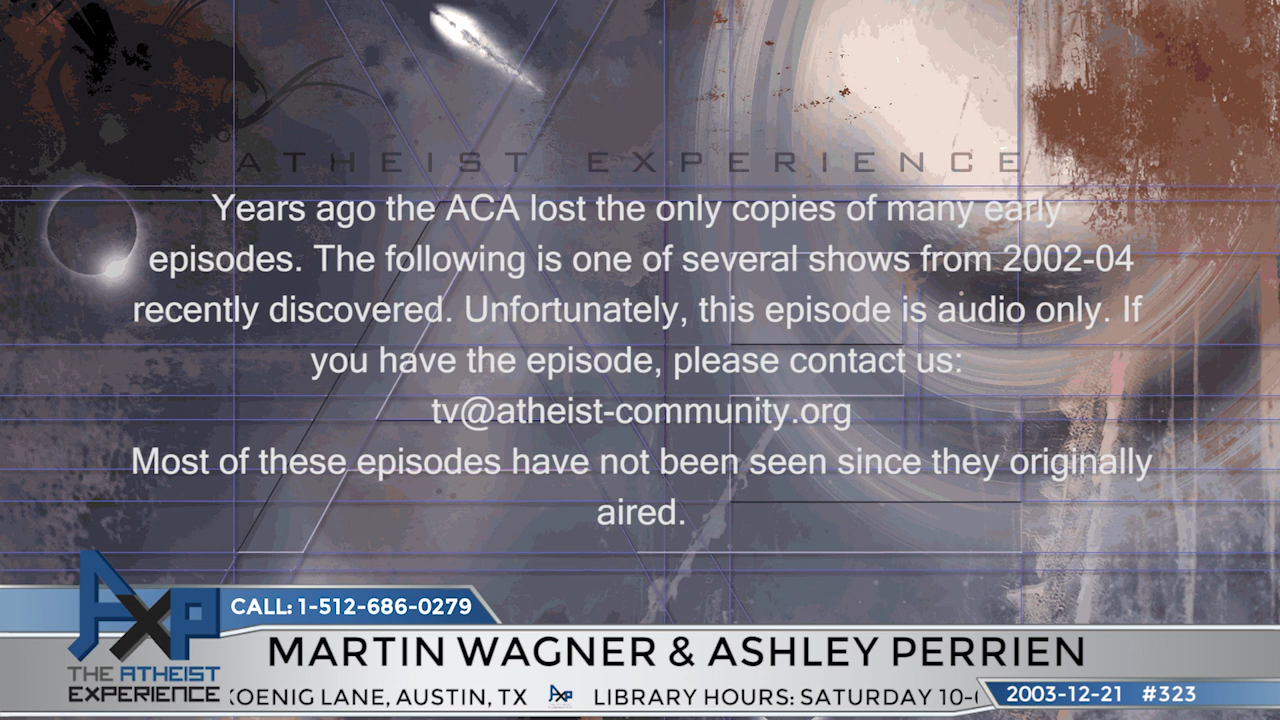 ATHEIST EXPERIENCE
Years ago the ACA lost the only copies of many early
episodes. The following is one of several shows from 2002-04
recently discovered. Unfortunately, this episode is audio only. If
you have the episode, please contact us:
tv@atheist-community.org
Most of these episodes have not been seen since they originally
aired.
CALL: 1-512-686-0279
MARTIN WAGNER & ASHLEY PERRIEN
AXP
THE ATHEIST
EXPERIENCE
KOENIG LANE, AUSTIN, TX AXP LIBRARY HOURS: SATURDAY 10-
2003-12-21 #323